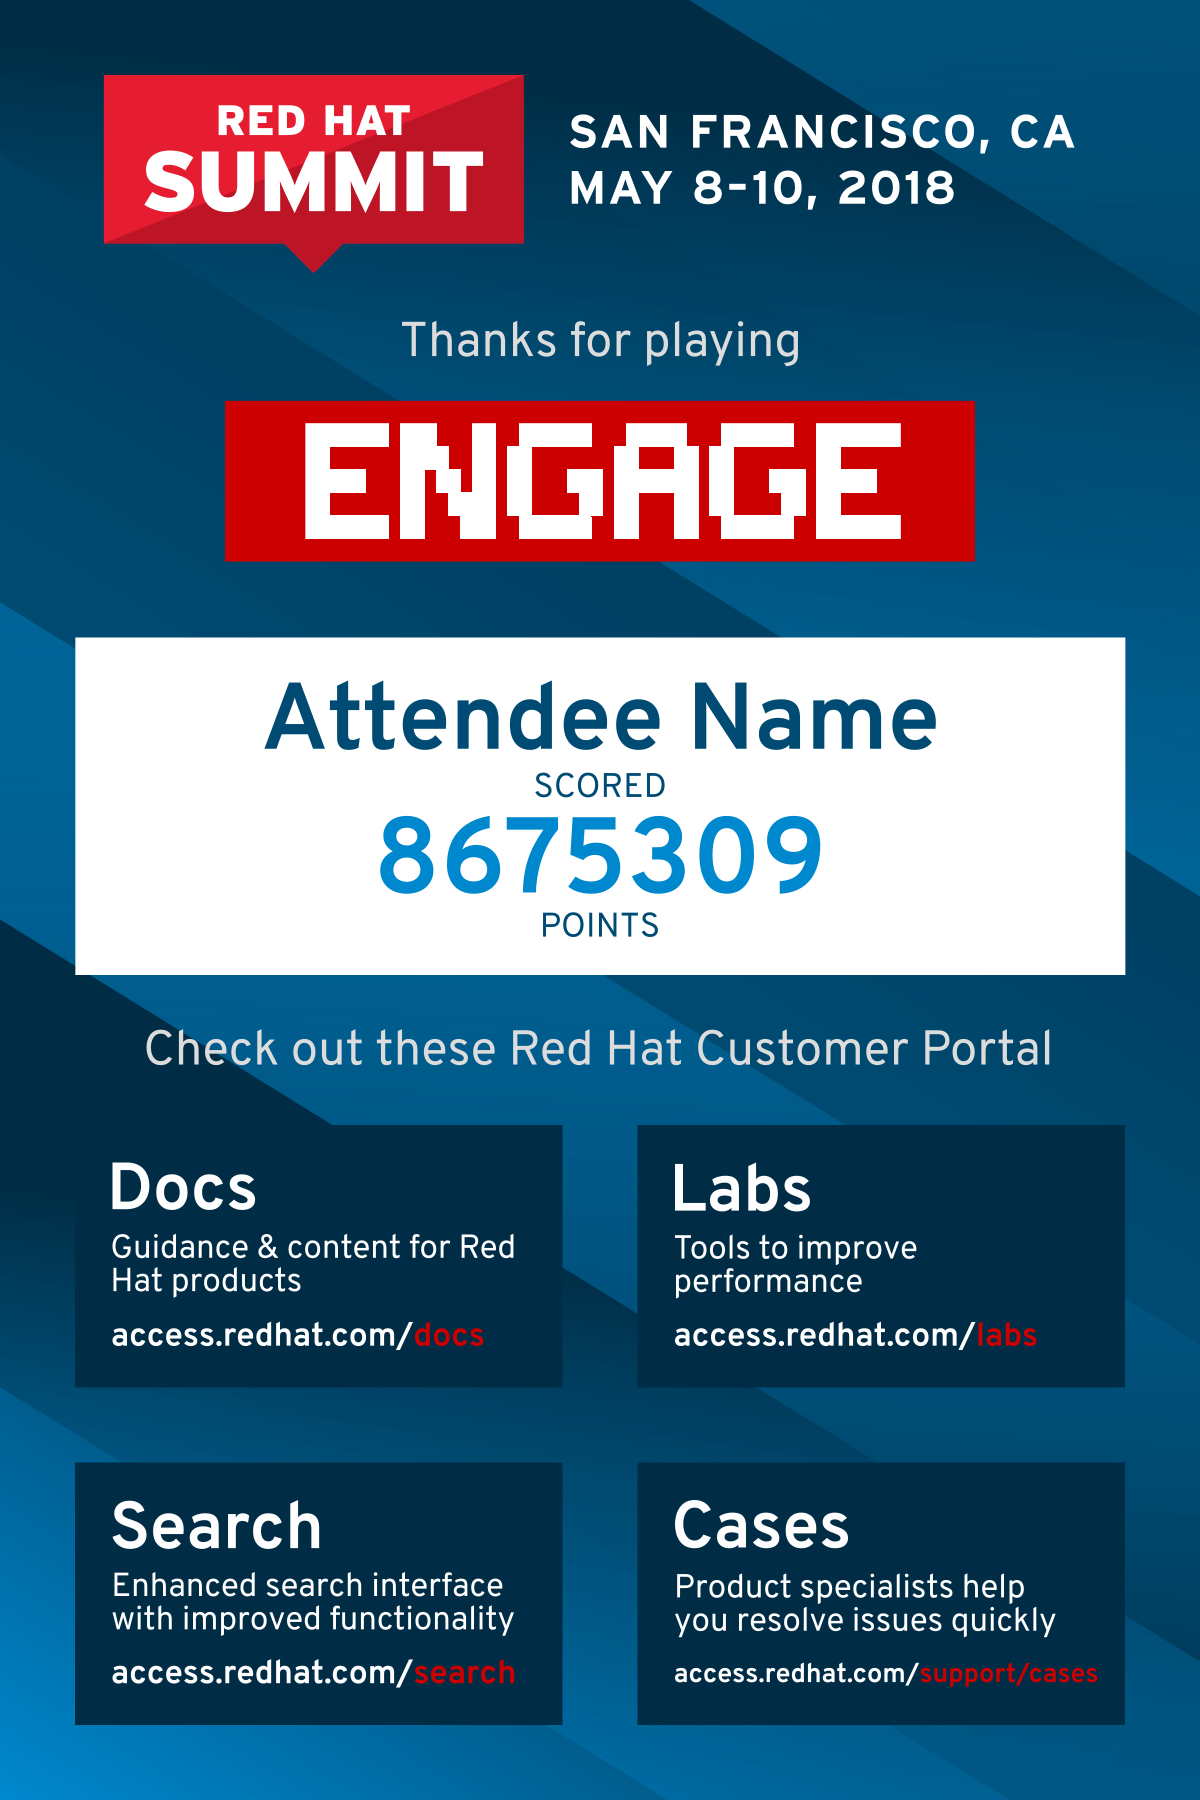 RED HAT
SUMMIT
SAN FRANCISCO, CA
MAY 8-10, 2018
Thanks for playing
ENGAGE
Attendee Name
SCORED
8675309
POINTS
Check out these Red Hat Customer Portal
Docs
Guidance & content for Red
Hat products
access.redhat.com/docs
Labs
Tools to improve
performance
access.redhat.com/labs
Search
Enhanced search interface
with improved functionality
access.redhat.com/search
Cases
Product specialists help
you resolve issues quickly
access.redhat.com/support/cases